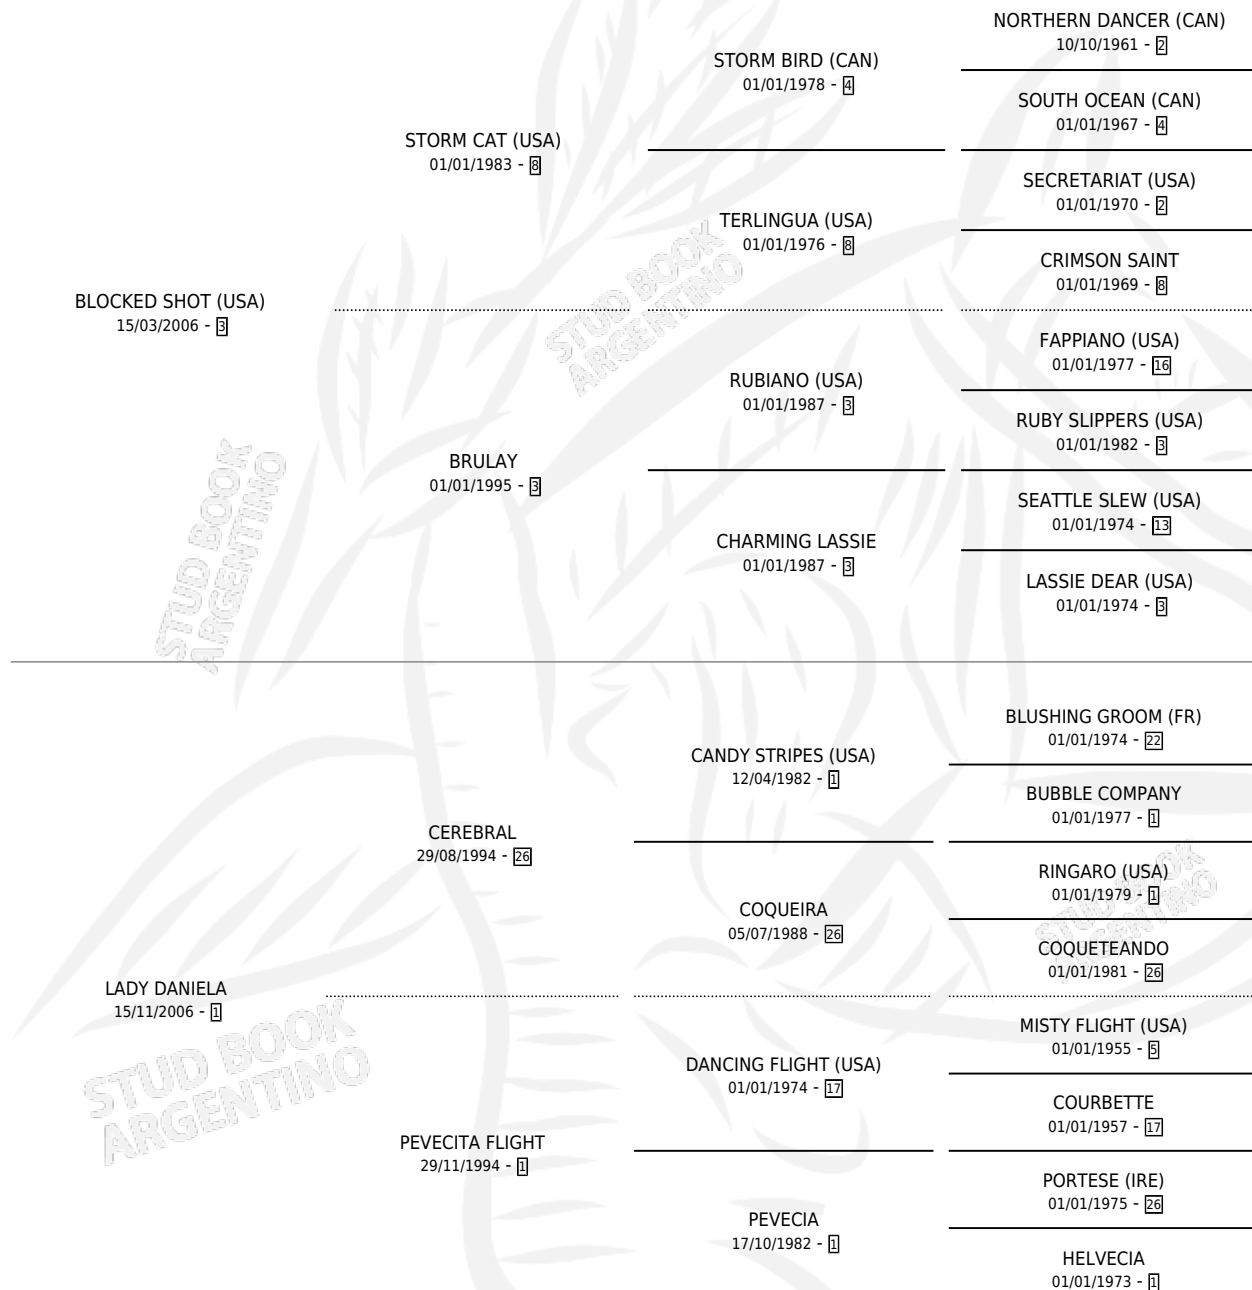 NORTHERN DANCER (CAN)
10/10/1961 - 2
STORM BIRD (CAN)
01/01/1978 - 4
SOUTH OCEAN (CAN)
01/01/1967 - 4
STORM CAT (USA)
01/01/1983 - 8
SECRETARIAT (USA)
01/01/1970 - 2
TERLINGUA (USA)
01/01/1976 - 8
CRIMSON SAINT
01/01/1969 - 8
BLOCKED SHOT (USA)
15/03/2006 - 3
STUD BOOK
ARGENTINO
FAPPIANO (USA)
01/01/1977 - 16
RUBIANO (USA)
01/01/1987 - 3
RUBY SLIPPERS (USA)
01/01/1982 - 3
BRULAY
01/01/1995 - 3
SEATTLE SLEW (USA)
01/01/1974 - 13
CHARMING LASSIE
01/01/1987 - 3
LASSIE DEAR (USA)
01/01/1974 - 3
STUD BOOK
ARGENTINO
BLUSHING GROOM (FR)
01/01/1974 - 22
CANDY STRIPES (USA)
12/04/1982 - 1
BUBBLE COMPANY
01/01/1977 - 1
CEREBRAL
29/08/1994 - 26
RINGARO (USA)
01/01/1979 - 1
COQUEIRA
05/07/1988 - 26
COQUETEANDO
01/01/1981 - 26
STUD BOOK
ARGENTINO
LADY DANIELA
15/11/2006 - 1
MISTY FLIGHT (USA)
01/01/1955 - 5
DANCING FLIGHT (USA)
01/01/1974 - 17
COURBETTE
01/01/1957 - 17
PEVECITA FLIGHT
29/11/1994 - 1
PORTESE (IRE)
01/01/1975 - 26
PEVECIA
17/10/1982 - 1
HELVECIA
01/01/1973 - 1
STUD BOOK
ARGENTINO